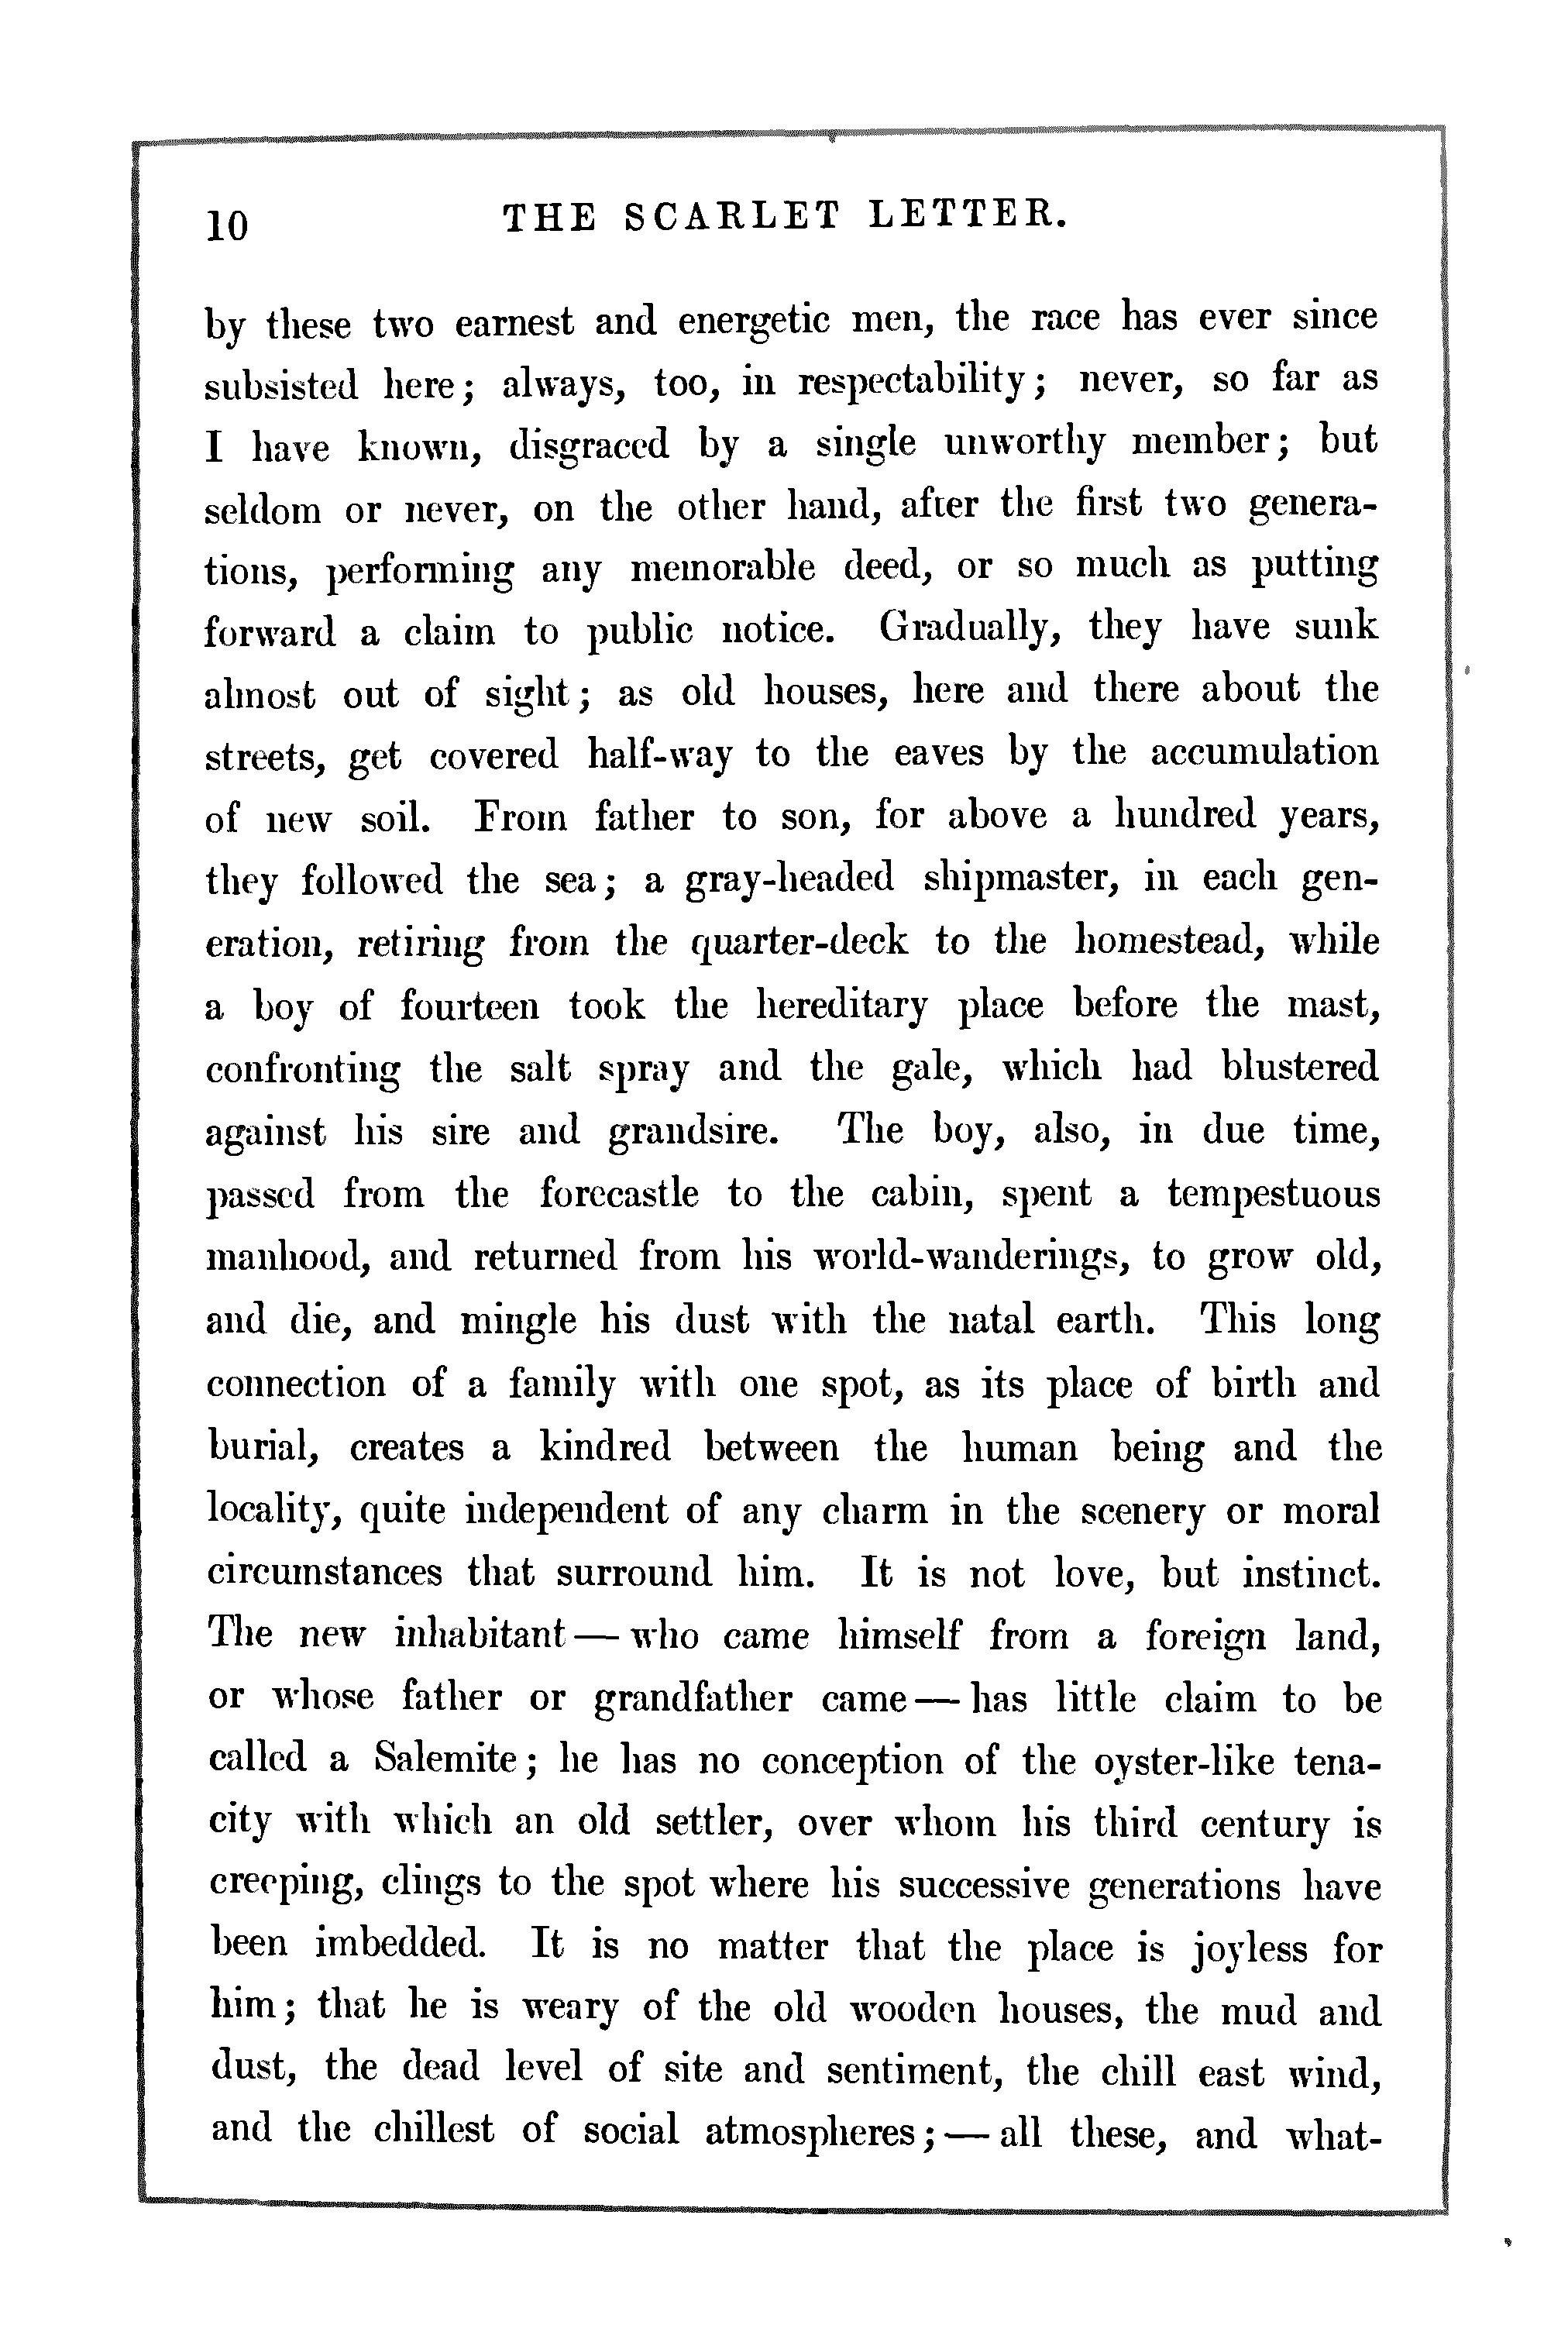 10 THE SCARLET LETTER.
by these two earnest and energetic men, the race has ever since
subsisted here; always, too, in respectability; never, so far as
I have known, disgraced by a single unworthy member; but
seldom or never, on the other hand, after the first two genera-
tions, performing any memorable deed, or so much as putting
forward a claim to public notice. Gradually, they have sunk
almost out of sight; as old houses, here and there about the
streets, get covered half-way to the eaves by the accumulation
of new soil. From father to son, for above a hundred years,
they followed the sea; a gray-headed shipmaster, in each gen-
eration, retiring from the quarter-deck to the homestead, while
a boy of fourteen took the hereditary place before the mast,
confronting the salt spray and the gale, which had blustered
against his sire and grandsire. The boy, also, in due time,
passed from the forecastle to the cabin, spent a tempestuous
manhood, and returned from his world-wanderings, to grow old,
and die, and mingle his dust with the natal earth. This long
connection of a family with one spot, as its place of birth and
burial, creates a kindred between the human being and the
locality, quite independent of any charm in the scenery or moral
circumstances that surround him. It is not love, but instinct.
The new inhabitant — who came himself from a foreign land,
or whose father or grandfather came — has little claim to be
called a Salemite; he has no conception of the oyster-like tena-
city with which an old settler, over whom his third century is
creeping, clings to the spot where his successive generations have
been imbedded. It is no matter that the place is joyless for
him; that he is weary of the old wooden houses, the mud and
dust, the dead level of site and sentiment, the chill east wind,
and the chillest of social atmospheres; — all these, and what-